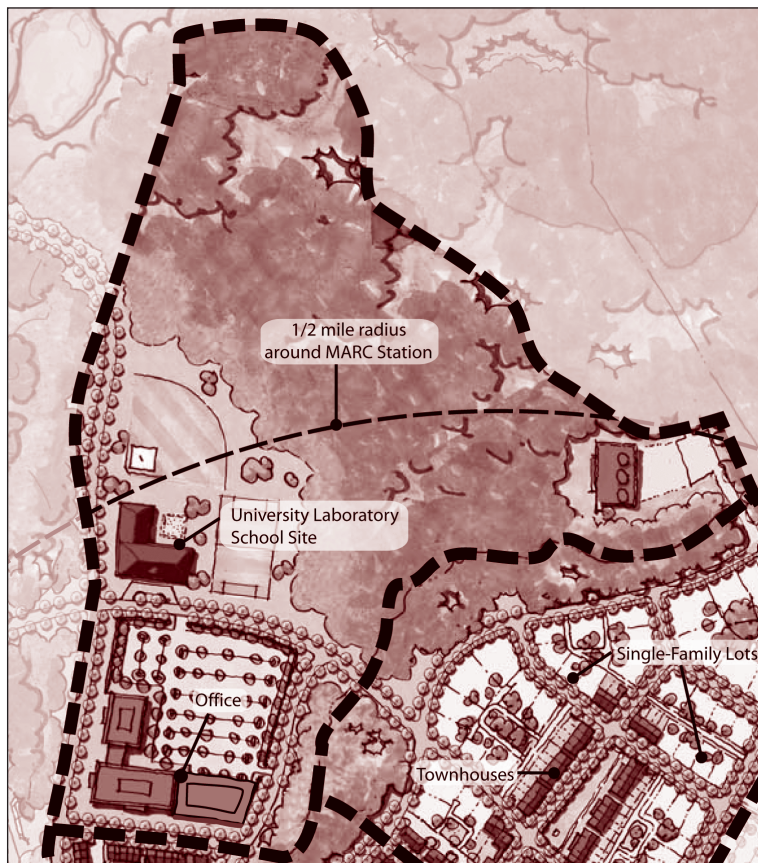 1/2 mile radius
around MARC Station
University Laboratory
School Site
Single-Family Lots
Office
Townhouses